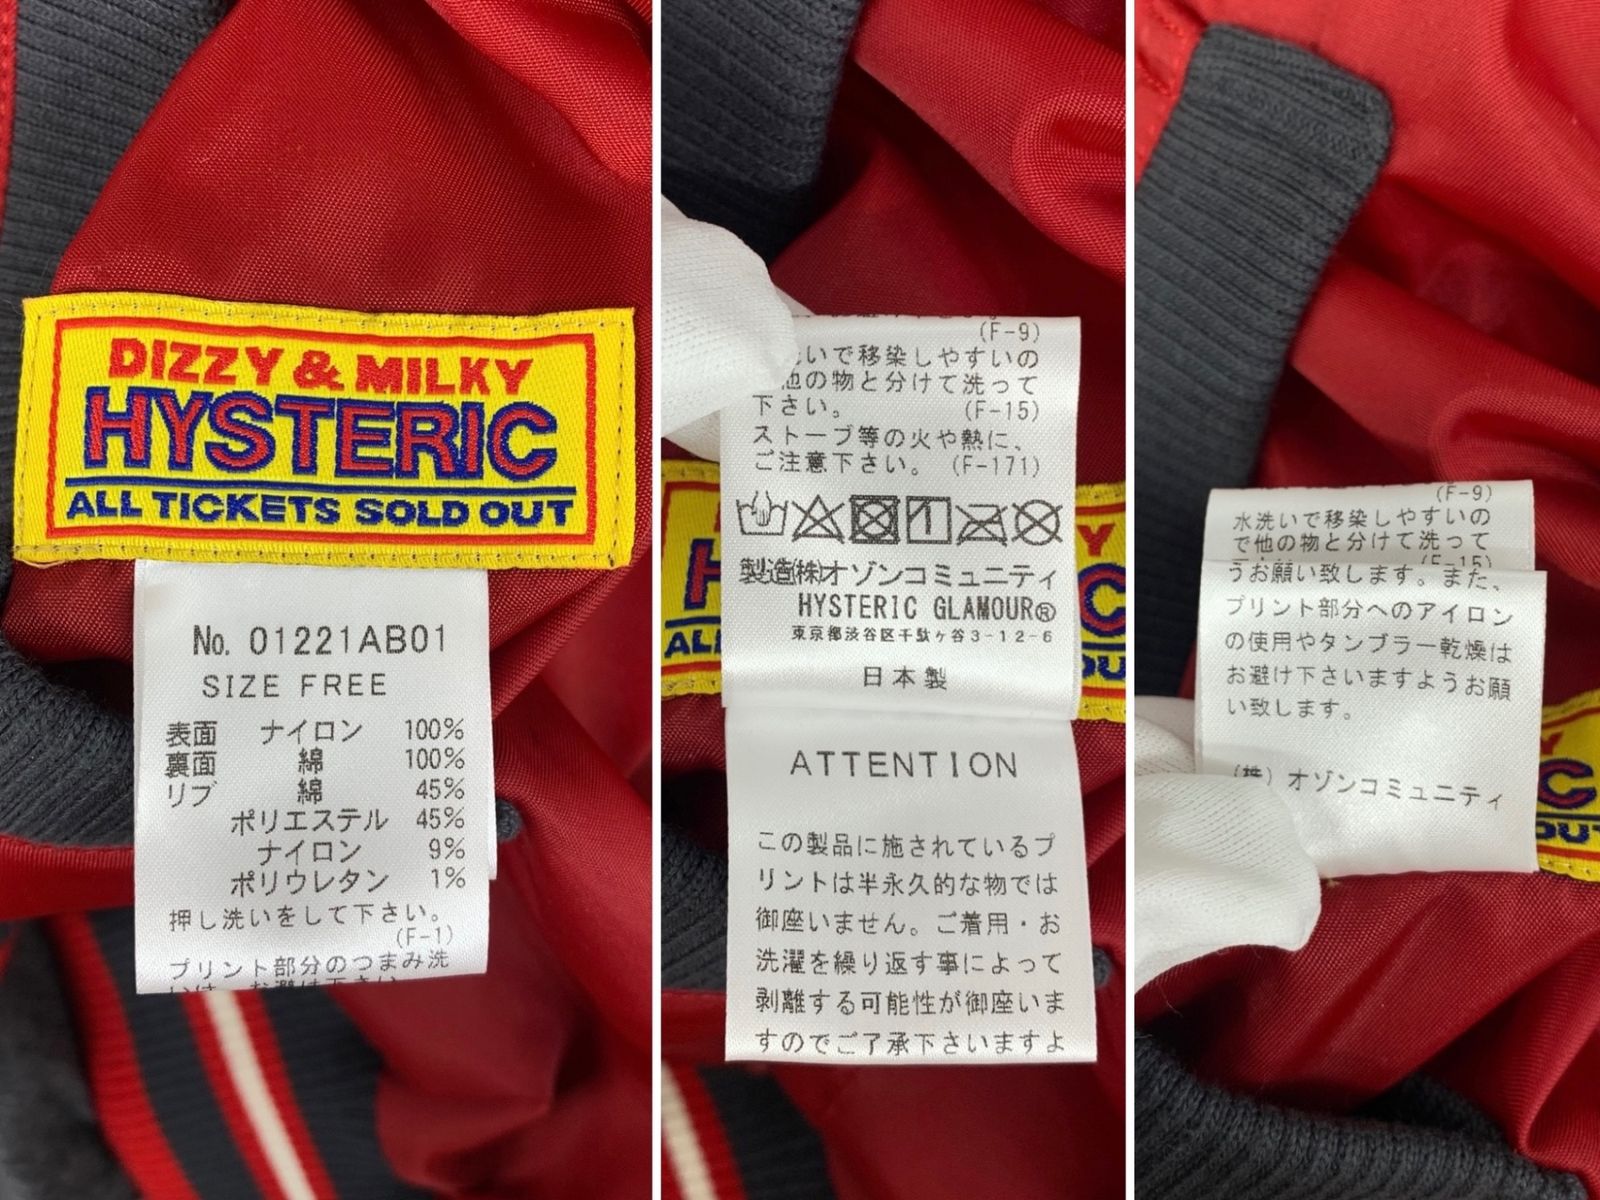 DIZZY & MILKY
HYSTERIC
ALL TICKETS SOLD OUT
No. 01221AB01
SIZE FREE
表面 ナイロン 100%
裏面 綿 100%
リブ 綿 45%
ポリエステル 45%
ナイロン 9%
ポリウレタン 1%
押し洗いをして下さい。
(F-1)
プリント部分のつまみ洗
(F-9)
いで移染しやすいの
他の物と分けて洗って
下さい。 (F-15)
ストーブ等の火や熱に、
ご注意下さい。 (F-171)
製造(株)オゾンコミュニティ
HYSTERIC GLAMOUR®
東京都渋谷区千駄ヶ谷3-12-6
日本製
ATTENTION
この製品に施されているプ
リントは半永久的な物では
御座いません。ご着用・お
洗濯を繰り返す事によって
剥離する可能性が御座いま
すのでご了承下さいますよ
(F-9)
水洗いで移染しやすいの
で他の物と分けて洗って
(F-15)
うお願い致します。また、
プリント部分へのアイロン
の使用やタンブラー乾燥は
お避け下さいますようお願
い致します。
(株)オゾンコミュニティ